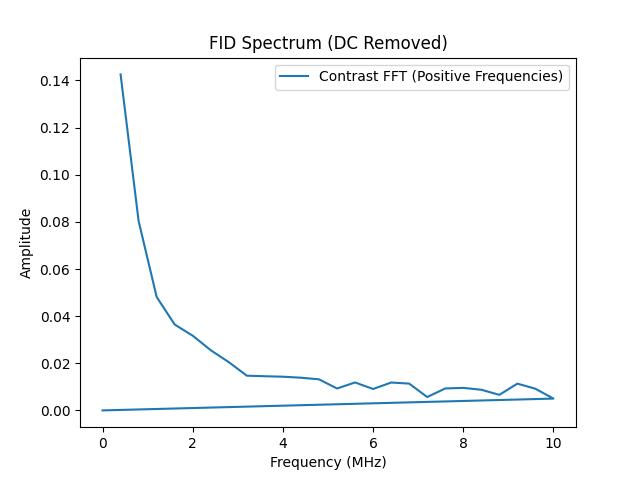 FID Spectrum (DC Removed)
Contrast FFT (Positive Frequencies)
Amplitude
0.14
0.12
0.10
0.08
0.06
0.04
0.02
0.00
0 2 4 6 8 10
Frequency (MHz)